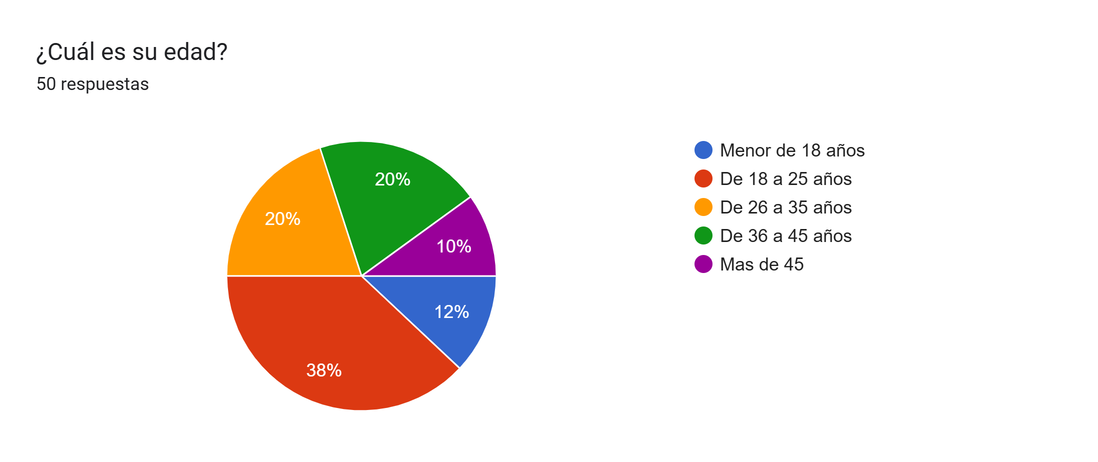 ¿Cuál es su edad?
50 respuestas
20%
20%
10%
12%
38%
Menor de 18 años
De 18 a 25 años
De 26 a 35 años
De 36 a 45 años
Mas de 45